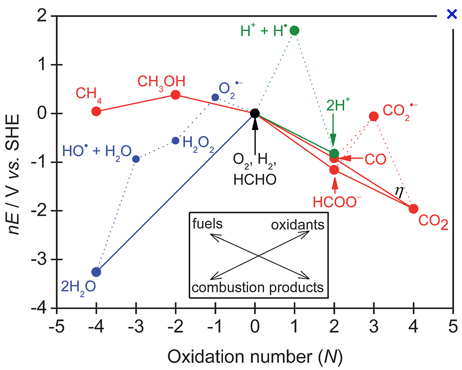 nE / V vs. SHE
2
1
0
-1
-2
-3
-4
-5
-4
-3
-2
-1
0
1
2
3
4
5
Oxidation number (N)
CH₄
CH₃OH
O₂•−
H⁺ + H•
HO• + H₂O
H₂O₂
2H₂O
O₂, H₂,
HCHO
2H⁺
CO
HCOO⁻
CO₂•−
η
CO₂
fuels
oxidants
combustion products
×